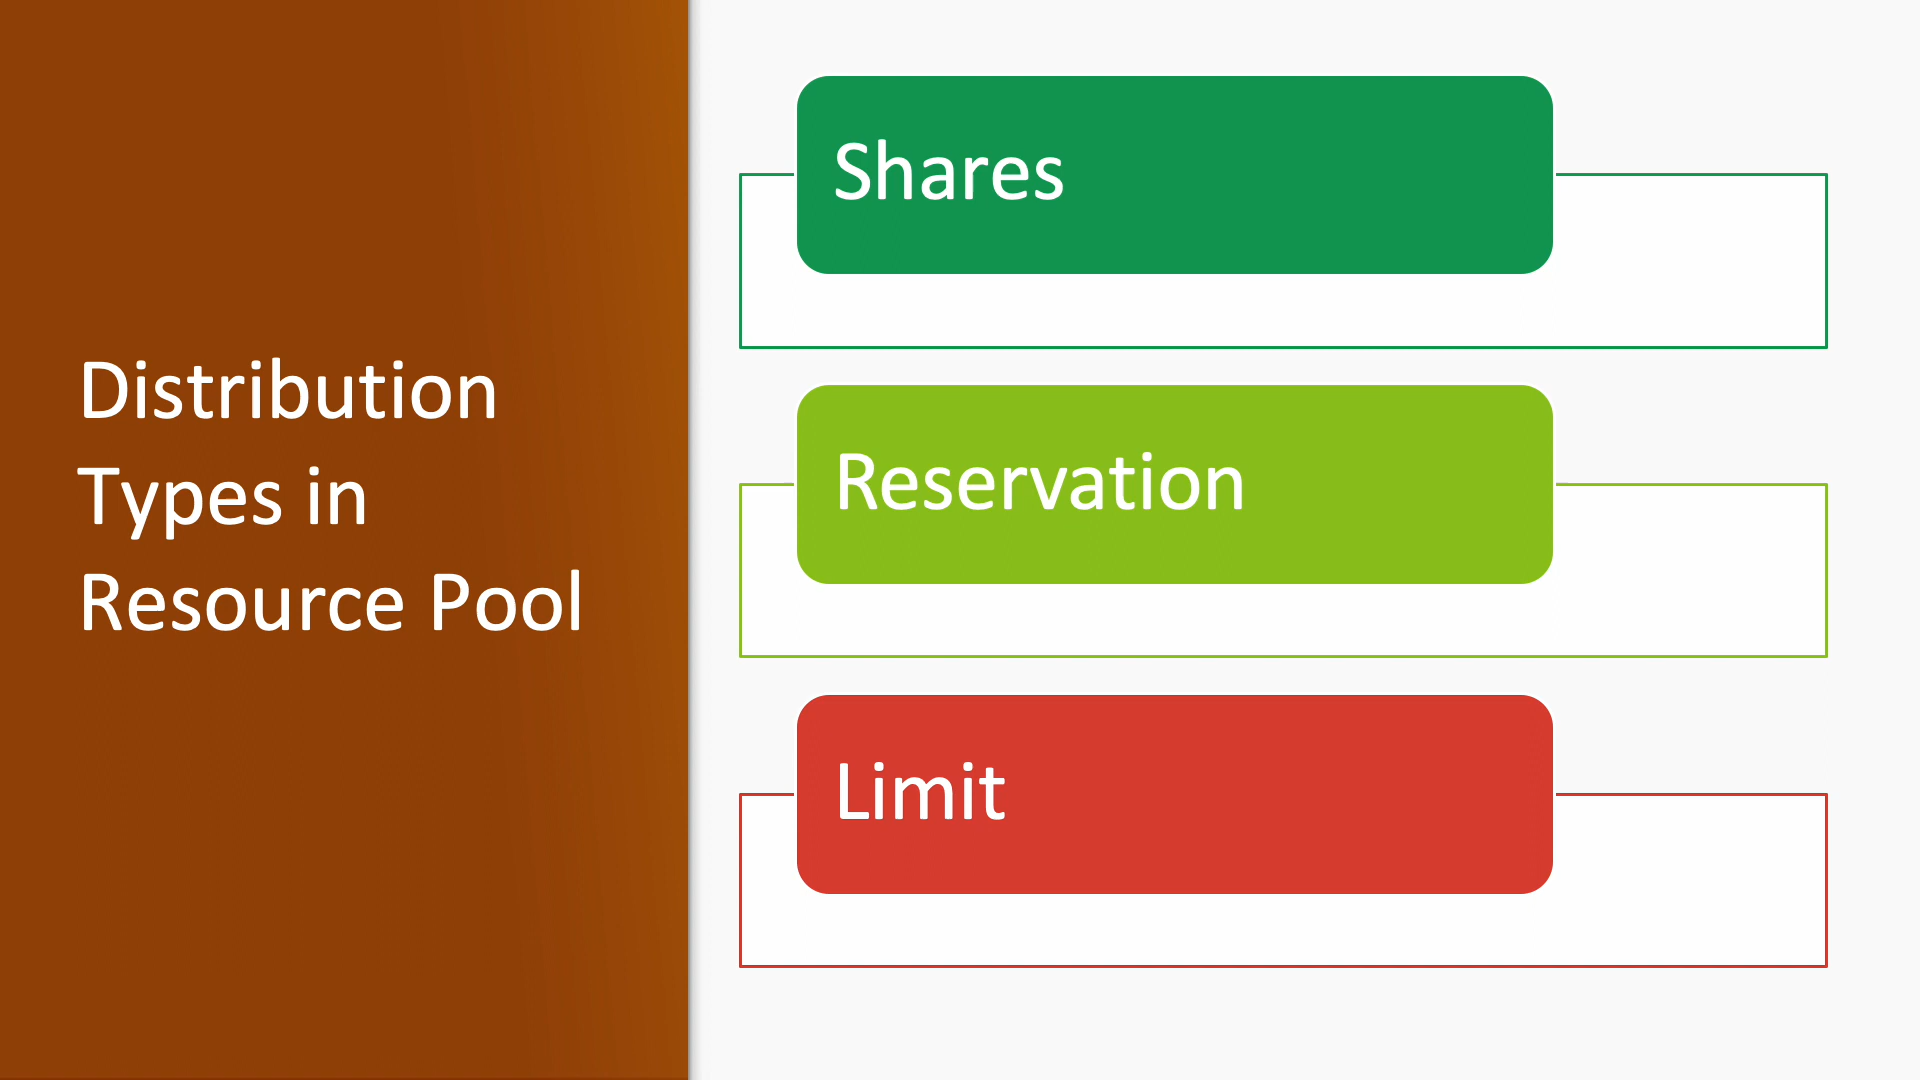 Distribution
Types in
Resource Pool
Shares
Reservation
Limit